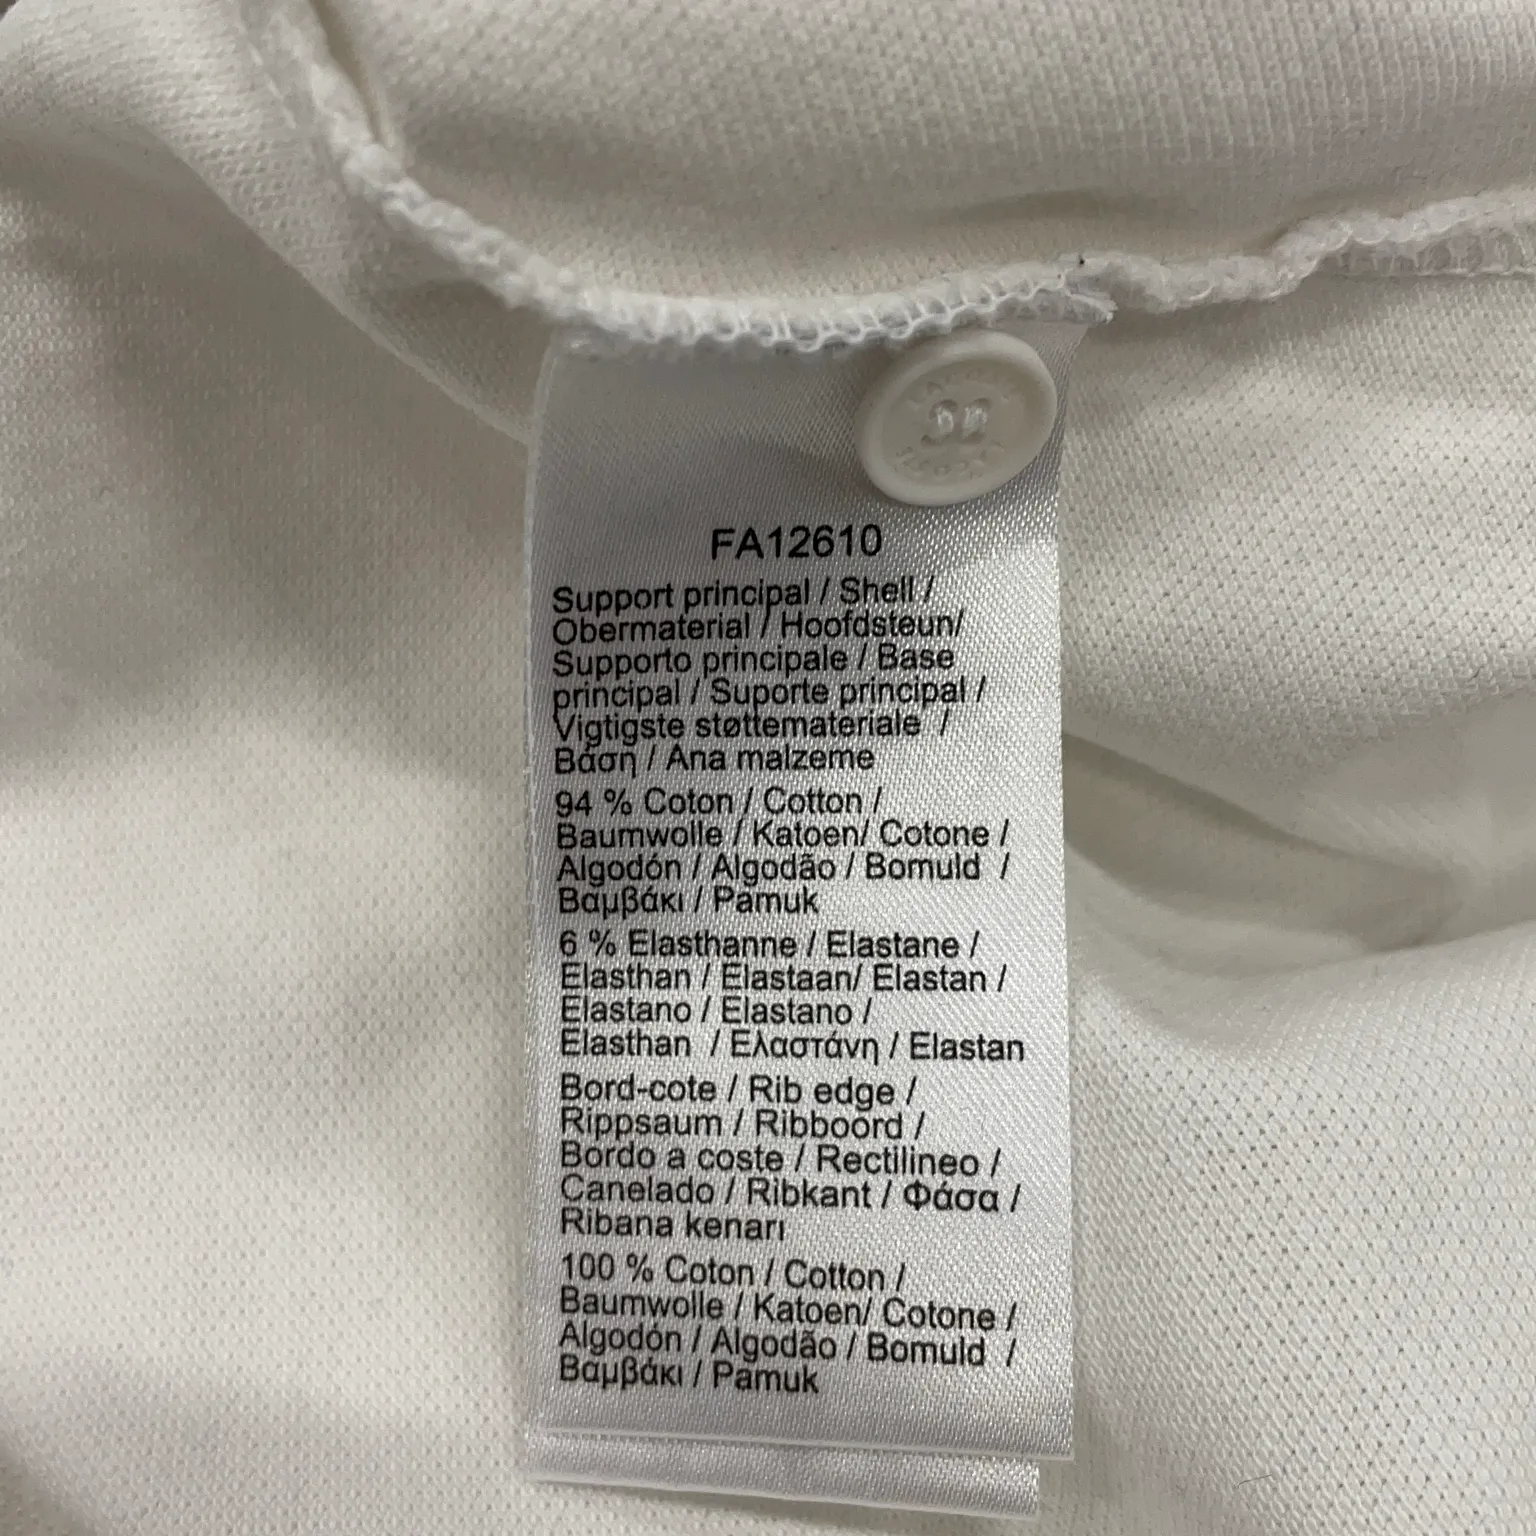 FA12610
Support principal / Shell /
Obermaterial / Hoofdsteun/
Supporto principale / Base
principal / Suporte principal /
Vigtigste støttemateriale /
Βάση / Ana malzeme
94 % Coton / Cotton /
Baumwolle / Katoen/ Cotone /
Algodón / Algodão / Bomuld /
Βαμβάκι / Pamuk
6 % Elasthanne / Elastane /
Elasthan / Elastaan/ Elastan /
Elastano / Elastano /
Elasthan / Ελαστάνη / Elastan
Bord-cote / Rib edge /
Rippsaum / Ribboord /
Bordo a coste / Rectilineo /
Canelado / Ribkant / Φάσα /
Ribana kenarı
100 % Coton / Cotton /
Baumwolle / Katoen/ Cotone /
Algodón / Algodão / Bomuld /
Βαμβάκι / Pamuk